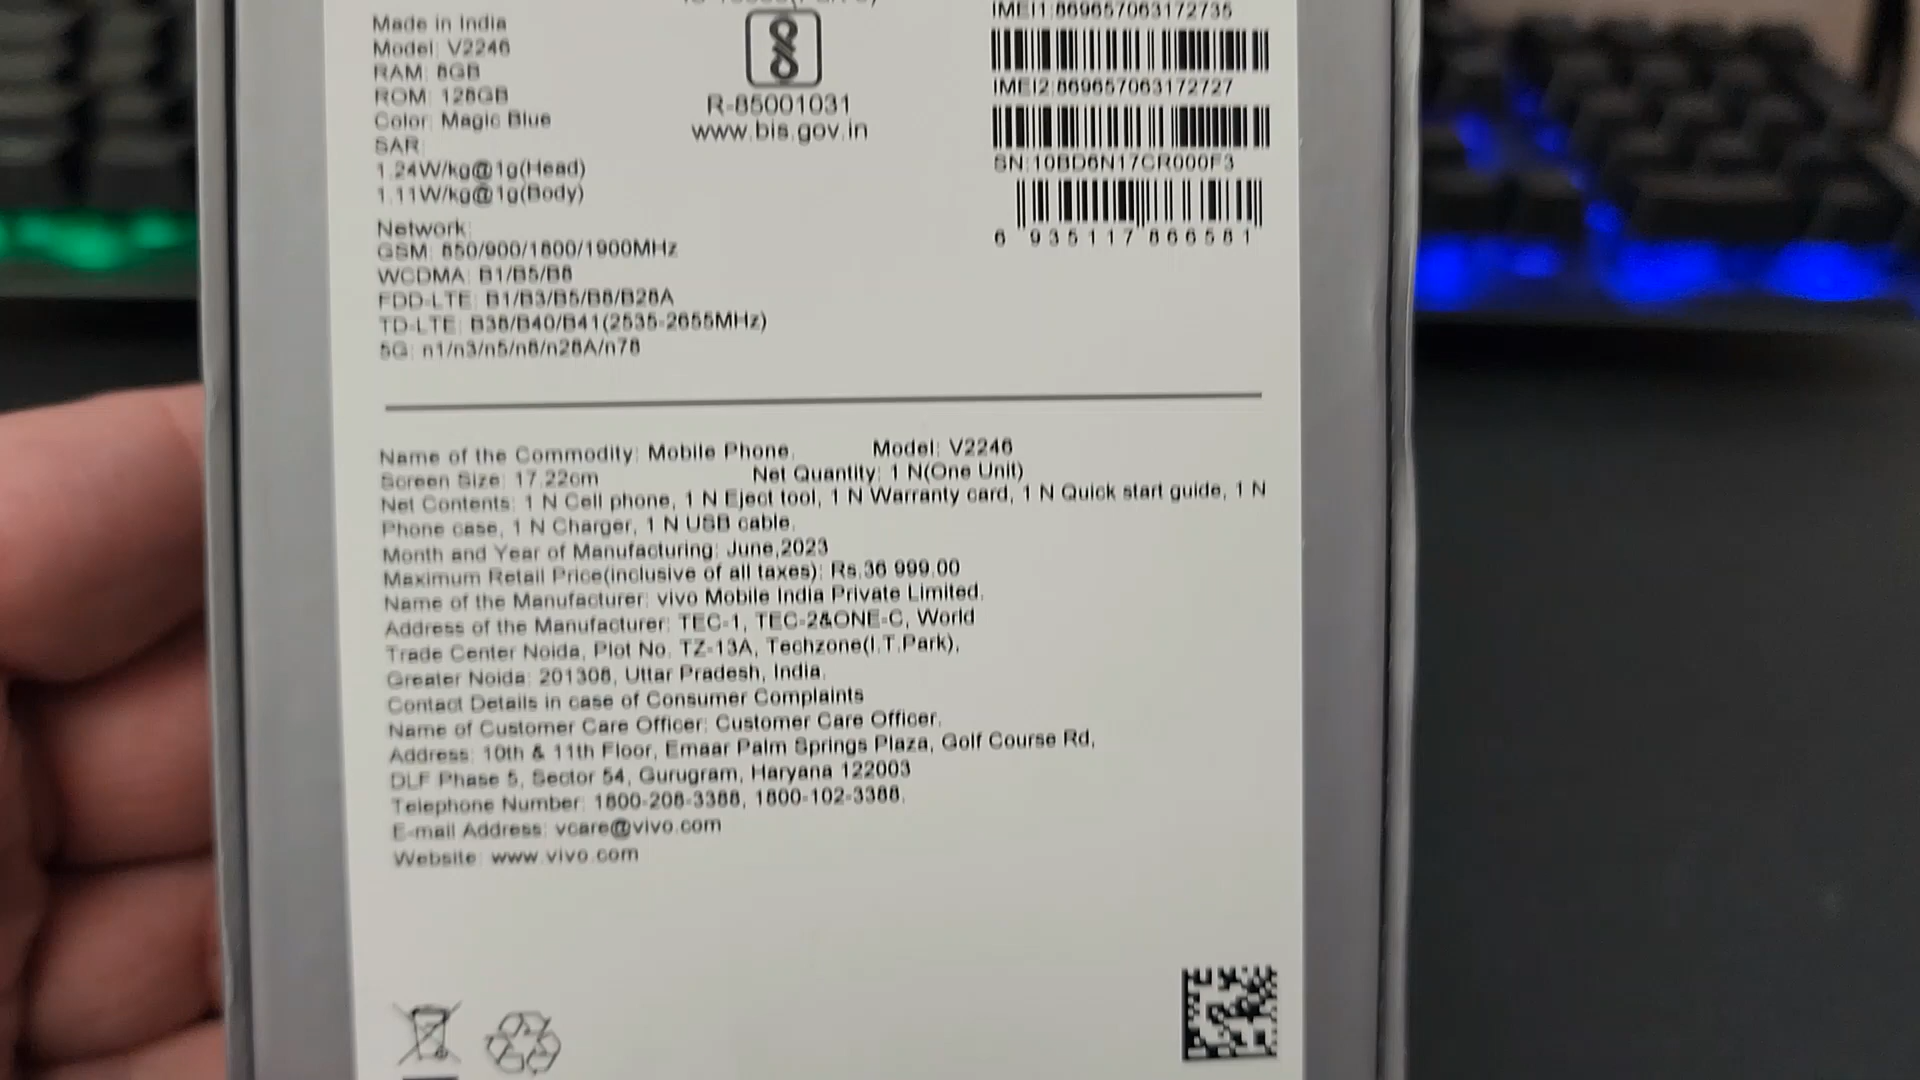 Made in India
Model: V2246
RAM: 8GB
ROM: 128GB
Color: Magic Blue
SAR:
1.24W/kg@1g(Head)
1.11W/kg@1g(Body)
Network:
GSM: 850/900/1800/1900MHz
WCDMA: B1/B5/B8
FDD-LTE: B1/B3/B5/B8/B28A
TD-LTE: B38/B40/B41(2535-2655MHz)
5G: n1/n3/n5/n8/n28A/n78
R-85001031
www.bis.gov.in
IMEI1:869657063172735
IMEI2:869657063172727
SN:10BD6N17CR000F3
6 935117 866581
Name of the Commodity: Mobile Phone. Model: V2246
Screen Size: 17.22cm Net Quantity: 1 N(One Unit)
Net Contents: 1 N Cell phone, 1 N Eject tool, 1 N Warranty card, 1 N Quick start guide, 1 N
Phone case, 1 N Charger, 1 N USB cable.
Month and Year of Manufacturing: June,2023
Maximum Retail Price(inclusive of all taxes): Rs.36 999.00
Name of the Manufacturer: vivo Mobile India Private Limited.
Address of the Manufacturer: TEC-1, TEC-2&ONE-C, World
Trade Center Noida, Plot No. TZ-13A, Techzone(I.T.Park),
Greater Noida: 201308, Uttar Pradesh, India.
Contact Details in case of Consumer Complaints
Name of Customer Care Officer: Customer Care Officer.
Address: 10th & 11th Floor, Emaar Palm Springs Plaza, Golf Course Rd,
DLF Phase 5, Sector 54, Gurugram, Haryana 122003
Telephone Number: 1800-208-3388, 1800-102-3388.
E-mail Address: vcare@vivo.com
Website: www.vivo.com